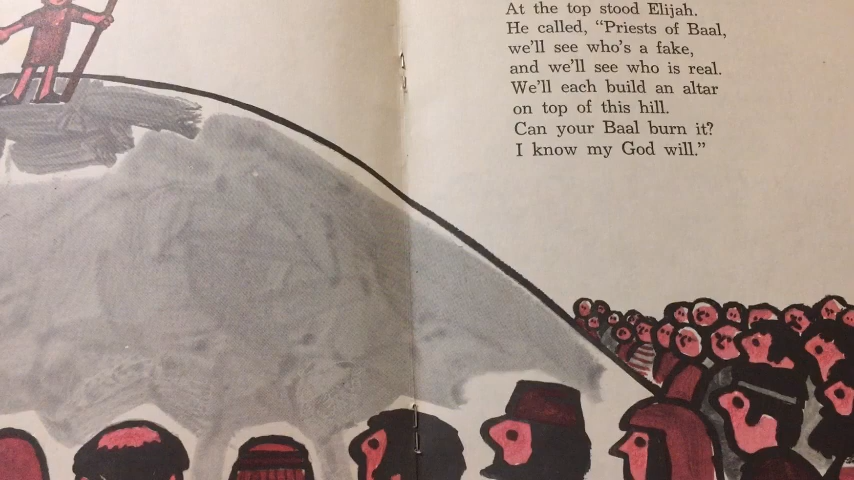 At the top stood Elijah.
He called, “Priests of Baal,
we’ll see who’s a fake,
and we’ll see who is real.
We’ll each build an altar
on top of this hill.
Can your Baal burn it?
I know my God will.”